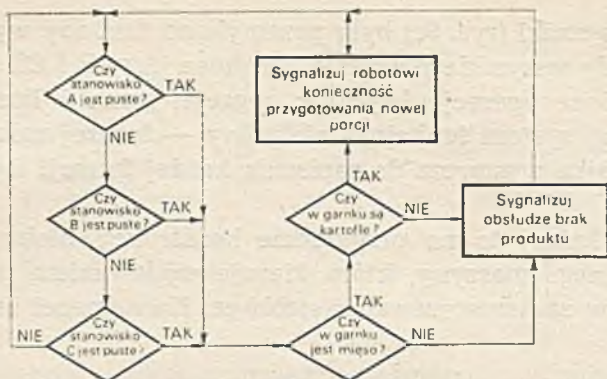 Czy
stanowisko
A jest puste?
TAK
NIE
Czy
stanowisko
B jest puste?
TAK
NIE
Czy
stanowisko
C jest puste?
NIE
TAK
Sygnalizuj robotowi
konieczność
przygotowania nowej
porcji
TAK
Czy
w garnku są
kartofle?
NIE
TAK
Czy
w garnku
jest mięso?
NIE
Sygnalizuj
obsłudze brak
produktu